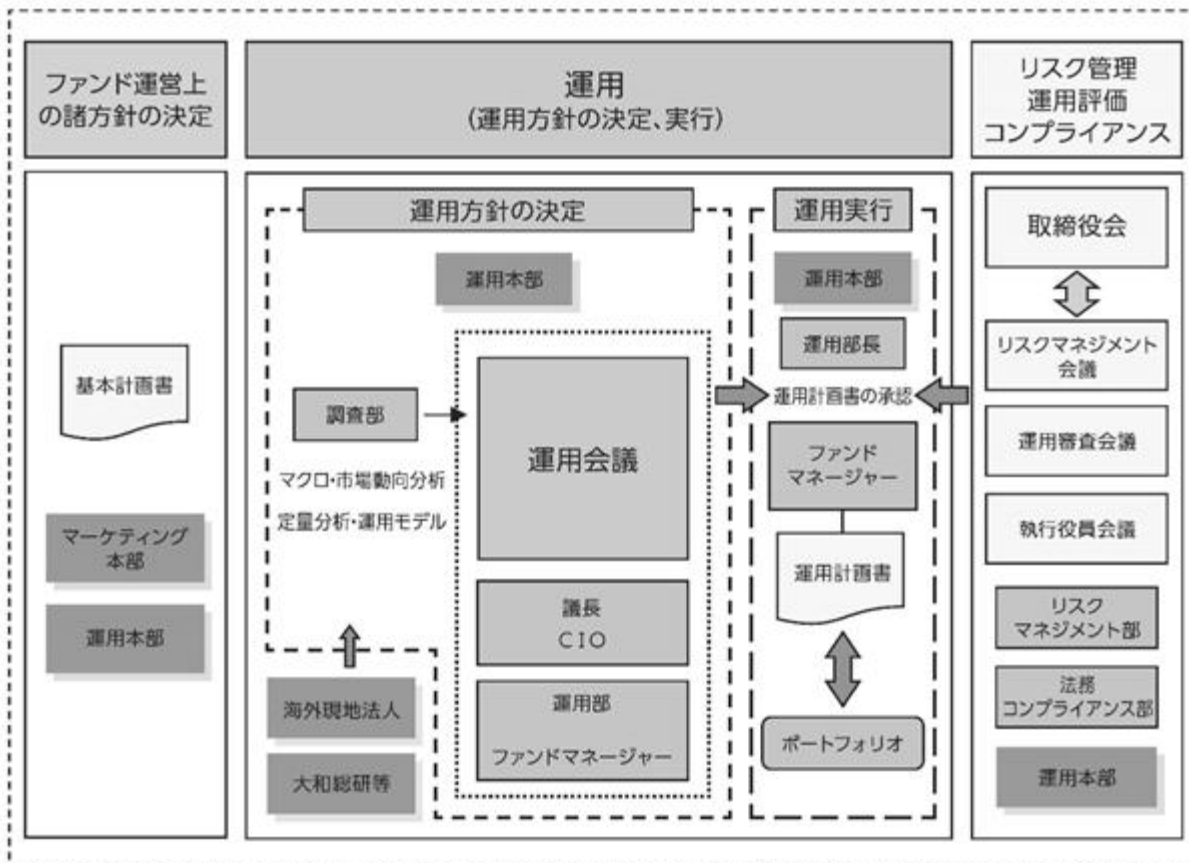 ファンド運営上
の諸方針の決定
運用
(運用方針の決定、実行)
リスク管理
運用評価
コンプライアンス
基本計画書
マーケティング
本部
運用本部
運用方針の決定
運用本部
調査部
マクロ・市場動向分析
定量分析・運用モデル
海外現地法人
大和総研等
運用会議
議長
CIO
運用部
ファンドマネージャー
運用実行
運用本部
運用部長
運用計画書の承認
ファンド
マネージャー
運用計画書
ポートフォリオ
取締役会
リスクマネジメント
会議
運用審査会議
執行役員会議
リスク
マネジメント部
法務
コンプライアンス部
運用本部